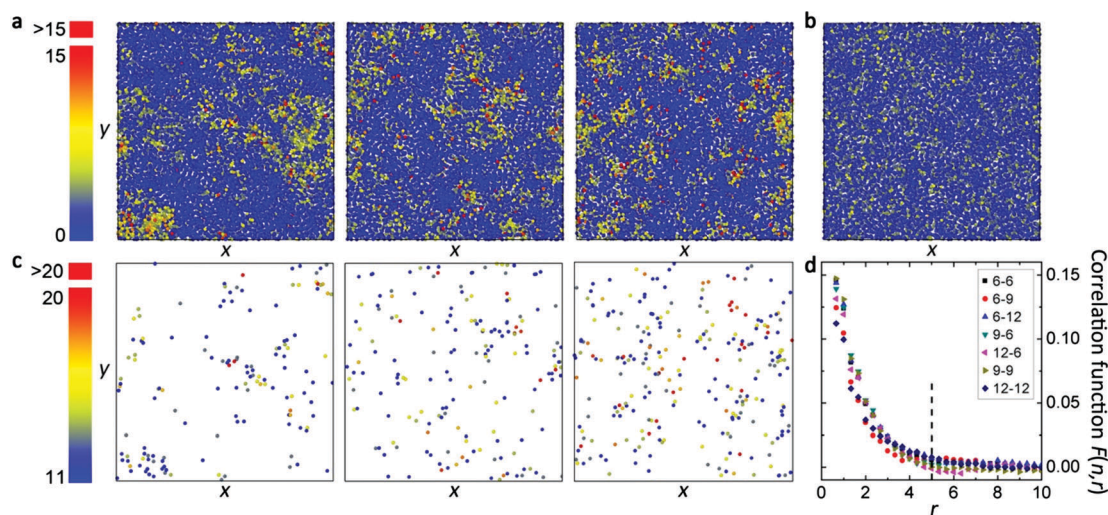 a
>15
15
0
y
x
x
x
b
x
c
>20
20
11
y
x
x
x
d
6-6
6-9
6-12
9-6
12-6
9-9
12-12
0.15
0.10
0.05
0.00
Correlation function F(n,r)
0 2 4 6 8 10
r